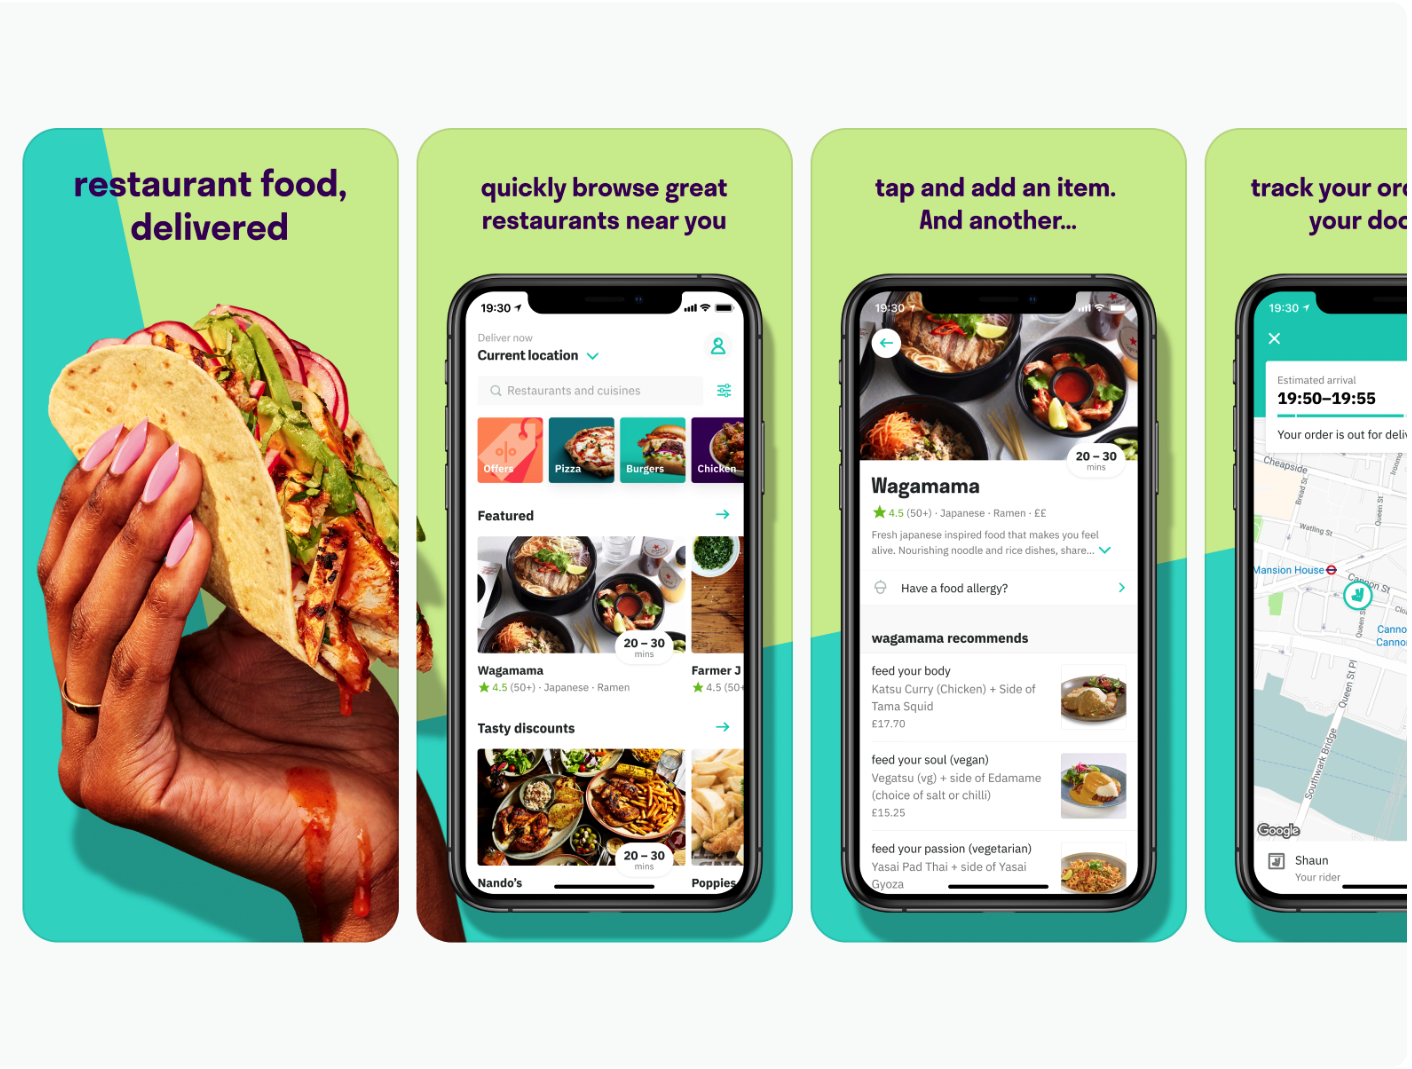 restaurant food,
delivered
quickly browse great
restaurants near you
19:30
Deliver now
Current location
Restaurants and cuisines
Offers
Pizza
Burgers
Chicken
Featured
20 – 30
mins
Wagamama
4.5 (50+) · Japanese · Ramen
Farmer J
4.5 (50+
Tasty discounts
20 – 30
mins
Nando's
Poppies
tap and add an item.
And another...
19:30
20 – 30
mins
Wagamama
4.5 (50+) · Japanese · Ramen · ££
Fresh japanese inspired food that makes you feel
alive. Nourishing noodle and rice dishes, share...
Have a food allergy?
wagamama recommends
feed your body
Katsu Curry (Chicken) + Side of
Tama Squid
£17.70
feed your soul (vegan)
Vegatsu (vg) + side of Edamame
(choice of salt or chilli)
£15.25
feed your passion (vegetarian)
Yasai Pad Thai + side of Yasai
Gyoza
track your or
your doo
19:30
Estimated arrival
19:50–19:55
Your order is out for deli
Cheapside
Bread St
Queen St
Watling St
Mansion House
Cannon St
Queen St
Canno
Canno
Queen St Pl
Southwark Bridge
Google
Shaun
Your rider